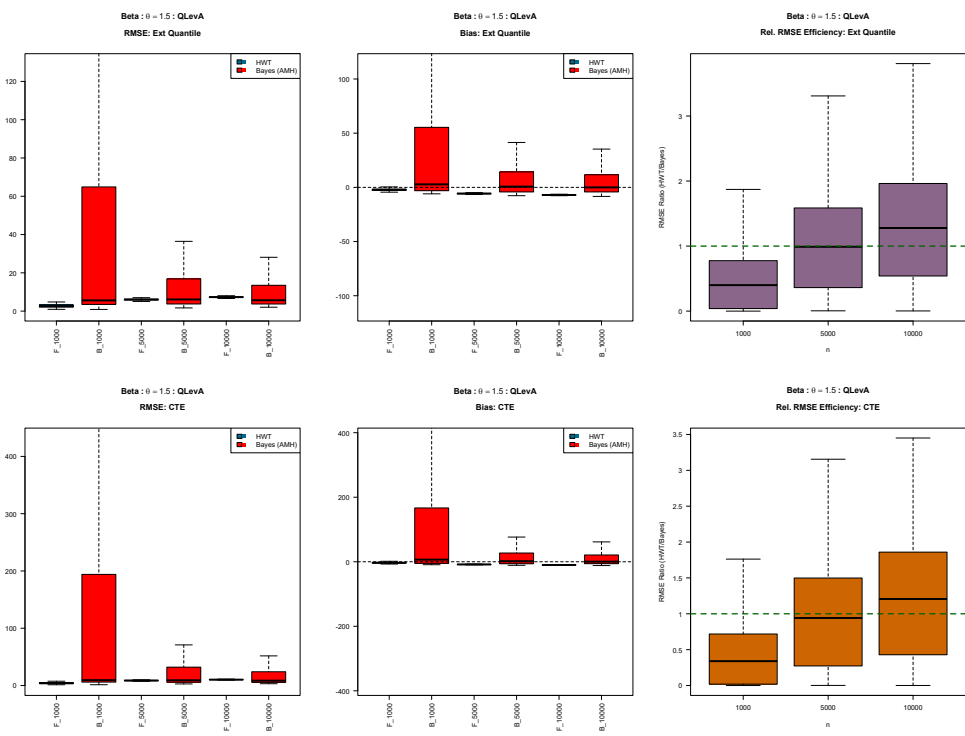 Beta : θ = 1.5 : QLevA
RMSE: Ext Quantile
HWT
Bayes (AMH)
120
100
80
60
40
20
0
F_1000
B_1000
F_5000
B_5000
F_10000
B_10000
Beta : θ = 1.5 : QLevA
Bias: Ext Quantile
HWT
Bayes (AMH)
100
50
0
-50
-100
F_1000
B_1000
F_5000
B_5000
F_10000
B_10000
Beta : θ = 1.5 : QLevA
Rel. RMSE Efficiency: Ext Quantile
RMSE Ratio (HWT/Bayes)
3
2
1
0
1000
5000
10000
n
Beta : θ = 1.5 : QLevA
RMSE: CTE
HWT
Bayes (AMH)
400
300
200
100
0
F_1000
B_1000
F_5000
B_5000
F_10000
B_10000
Beta : θ = 1.5 : QLevA
Bias: CTE
HWT
Bayes (AMH)
400
200
0
-200
-400
F_1000
B_1000
F_5000
B_5000
F_10000
B_10000
Beta : θ = 1.5 : QLevA
Rel. RMSE Efficiency: CTE
RMSE Ratio (HWT/Bayes)
3.5
3
2.5
2
1.5
1
0.5
0
1000
5000
10000
n